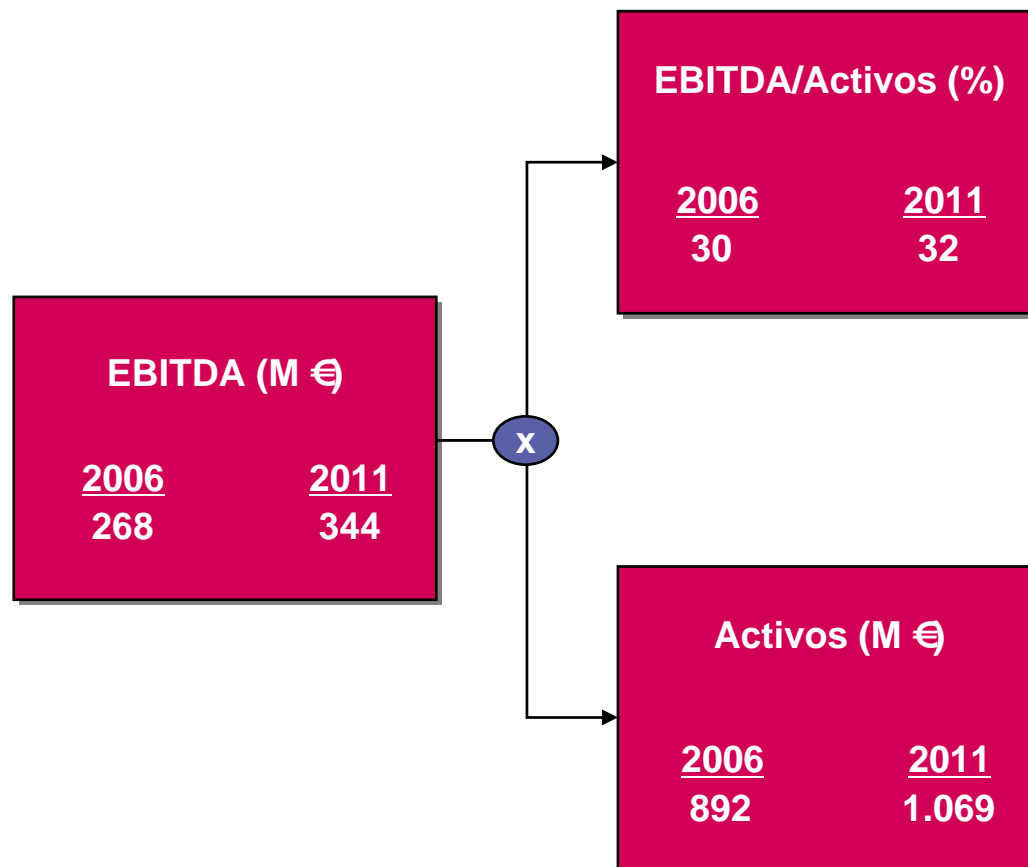 EBITDA/Activos (%)
2006 2011
30 32
EBITDA (M €)
2006 2011
268 344
x
Activos (M €)
2006 2011
892 1.069